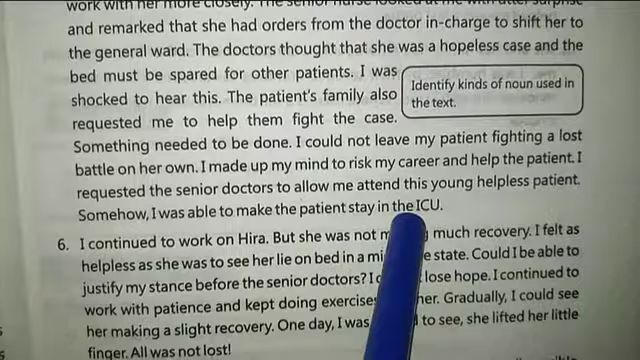 work with her more closely. The senior nurse looked at me with utter surprise
and remarked that she had orders from the doctor in-charge to shift her to
the general ward. The doctors thought that she was a hopeless case and the
bed must be spared for other patients. I was
shocked to hear this. The patient's family also
requested me to help them fight the case.
Identify kinds of noun used in
the text.
Something needed to be done. I could not leave my patient fighting a lost
battle on her own. I made up my mind to risk my career and help the patient. I
requested the senior doctors to allow me attend this young helpless patient.
Somehow, I was able to make the patient stay in the ICU.
6. I continued to work on Hira. But she was not much recovery. I felt as
helpless as she was to see her lie on bed in a state. Could I be able to
justify my stance before the senior doctors? I lose hope. I continued to
work with patience and kept doing exercises her. Gradually, I could see
her making a slight recovery. One day, I was to see, she lifted her little
finger. All was not lost!